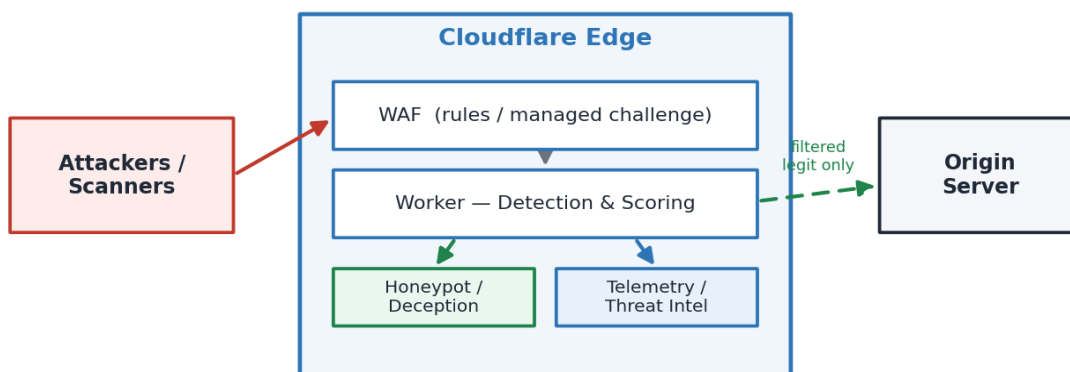 Cloudflare Edge
WAF  (rules / managed challenge)
Attackers /
Scanners
Worker — Detection & Scoring
filtered
legit only
Origin
Server
Honeypot /
Deception
Telemetry /
Threat Intel